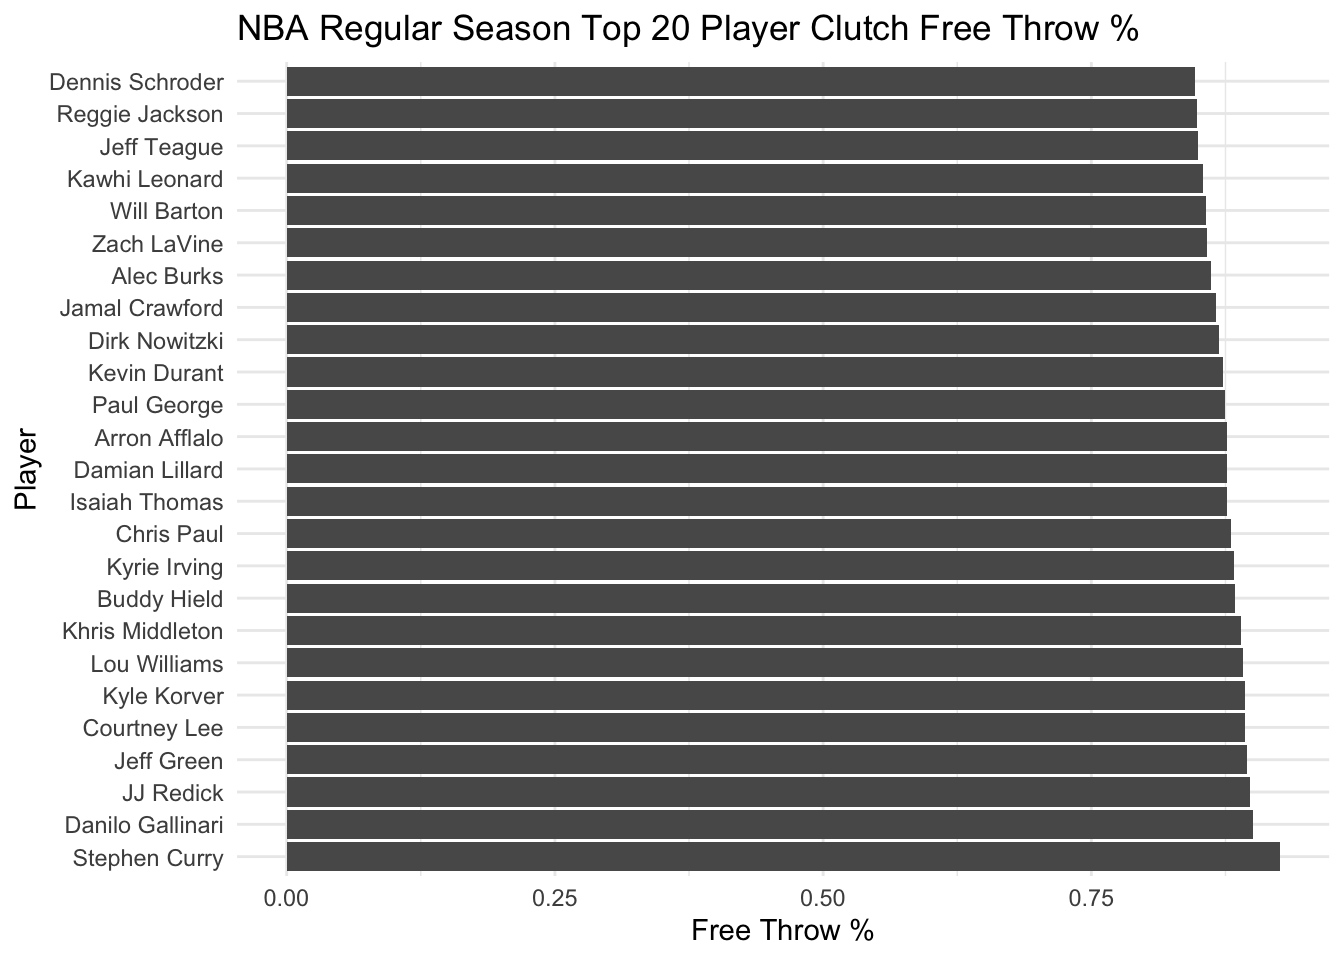 NBA Regular Season Top 20 Player Clutch Free Throw %
Dennis Schroder
Reggie Jackson
Jeff Teague
Kawhi Leonard
Will Barton
Zach LaVine
Alec Burks
Jamal Crawford
Dirk Nowitzki
Kevin Durant
Paul George
Arron Afflalo
Damian Lillard
Isaiah Thomas
Chris Paul
Kyrie Irving
Buddy Hield
Khris Middleton
Lou Williams
Kyle Korver
Courtney Lee
Jeff Green
JJ Redick
Danilo Gallinari
Stephen Curry
Player
0.00 0.25 0.50 0.75
Free Throw %